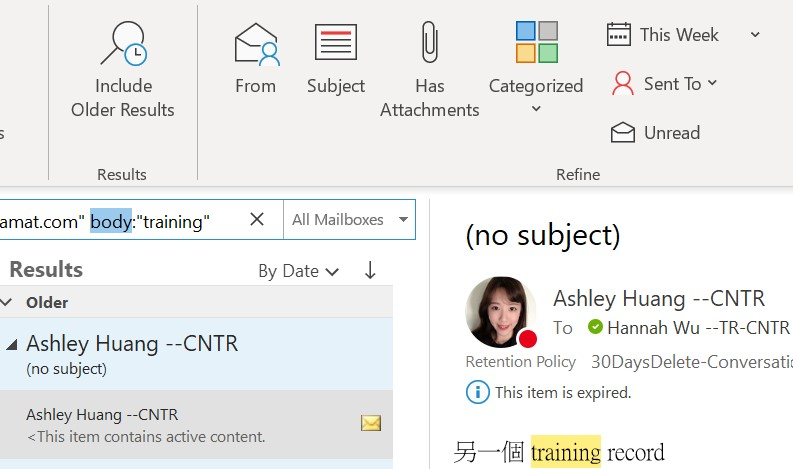 Include
Older Results
From
Subject
Has
Attachments
Categorized
This Week
Sent To
Unread
s
Results
Refine
amat.com" body:"training"
All Mailboxes
Results
By Date
Older
Ashley Huang --CNTR
(no subject)
Ashley Huang --CNTR
<This item contains active content.
(no subject)
Ashley Huang --CNTR
To Hannah Wu --TR-CNTR
Retention Policy 30DaysDelete-Conversatio
This item is expired.
另一個 training record